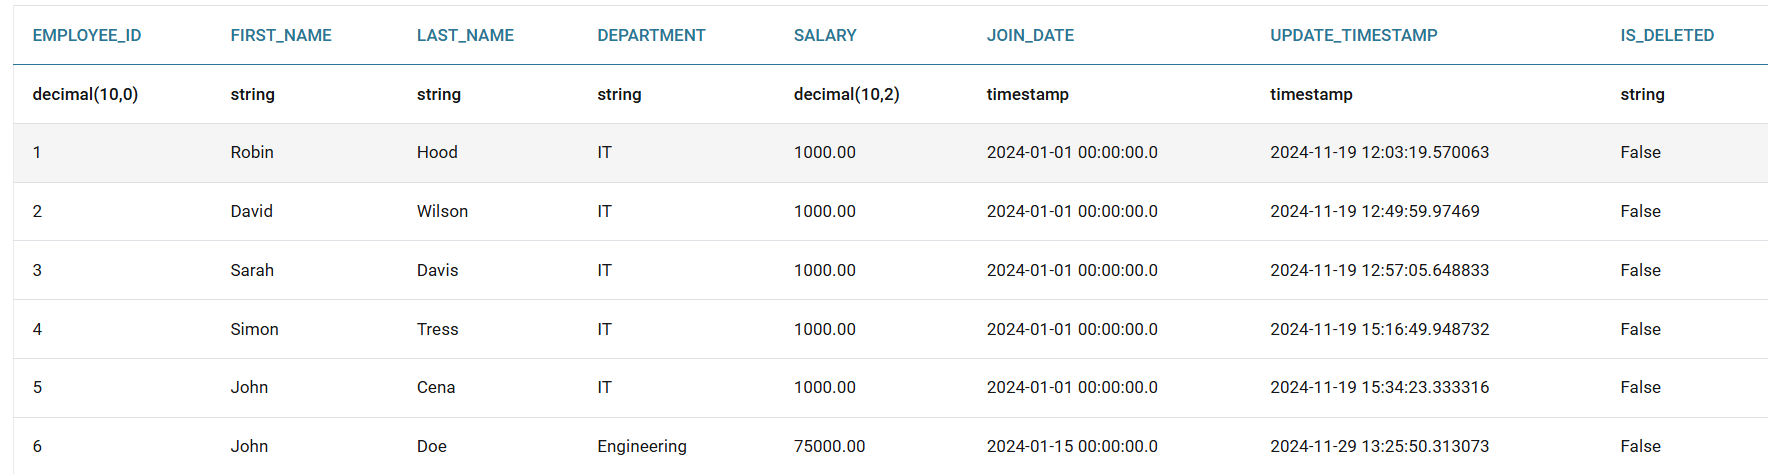 EMPLOYEE_ID FIRST_NAME LAST_NAME DEPARTMENT SALARY JOIN_DATE UPDATE_TIMESTAMP IS_DELETED
decimal(10,0) string string string decimal(10,2) timestamp timestamp string
1 Robin Hood IT 1000.00 2024-01-01 00:00:00.0 2024-11-19 12:03:19.570063 False
2 David Wilson IT 1000.00 2024-01-01 00:00:00.0 2024-11-19 12:49:59.97469 False
3 Sarah Davis IT 1000.00 2024-01-01 00:00:00.0 2024-11-19 12:57:05.648833 False
4 Simon Tress IT 1000.00 2024-01-01 00:00:00.0 2024-11-19 15:16:49.948732 False
5 John Cena IT 1000.00 2024-01-01 00:00:00.0 2024-11-19 15:34:23.333316 False
6 John Doe Engineering 75000.00 2024-01-15 00:00:00.0 2024-11-29 13:25:50.313073 False